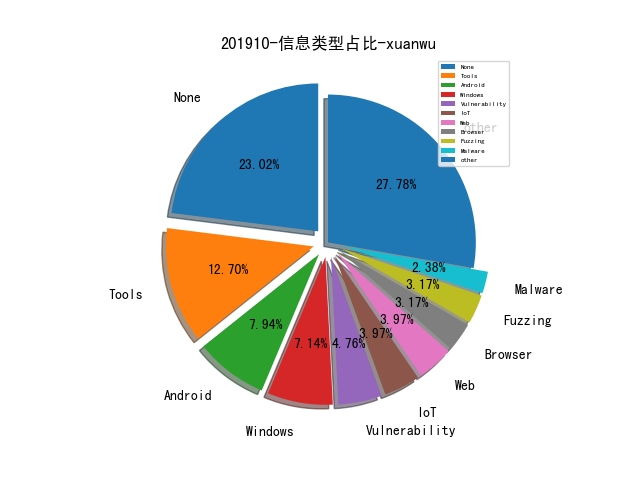 201910-信息类型占比-xuanwu
None
Tools
Android
Windows
Vulnerability
IoT
Web
Browser
Fuzzing
Malware
other
other
None
23.02%
27.78%
12.70%
2.38%
3.17%
3.17%
3.97%
3.97%
4.76%
7.14%
7.94%
Malware
Tools
Fuzzing
Browser
Web
Android
IoT
Windows
Vulnerability